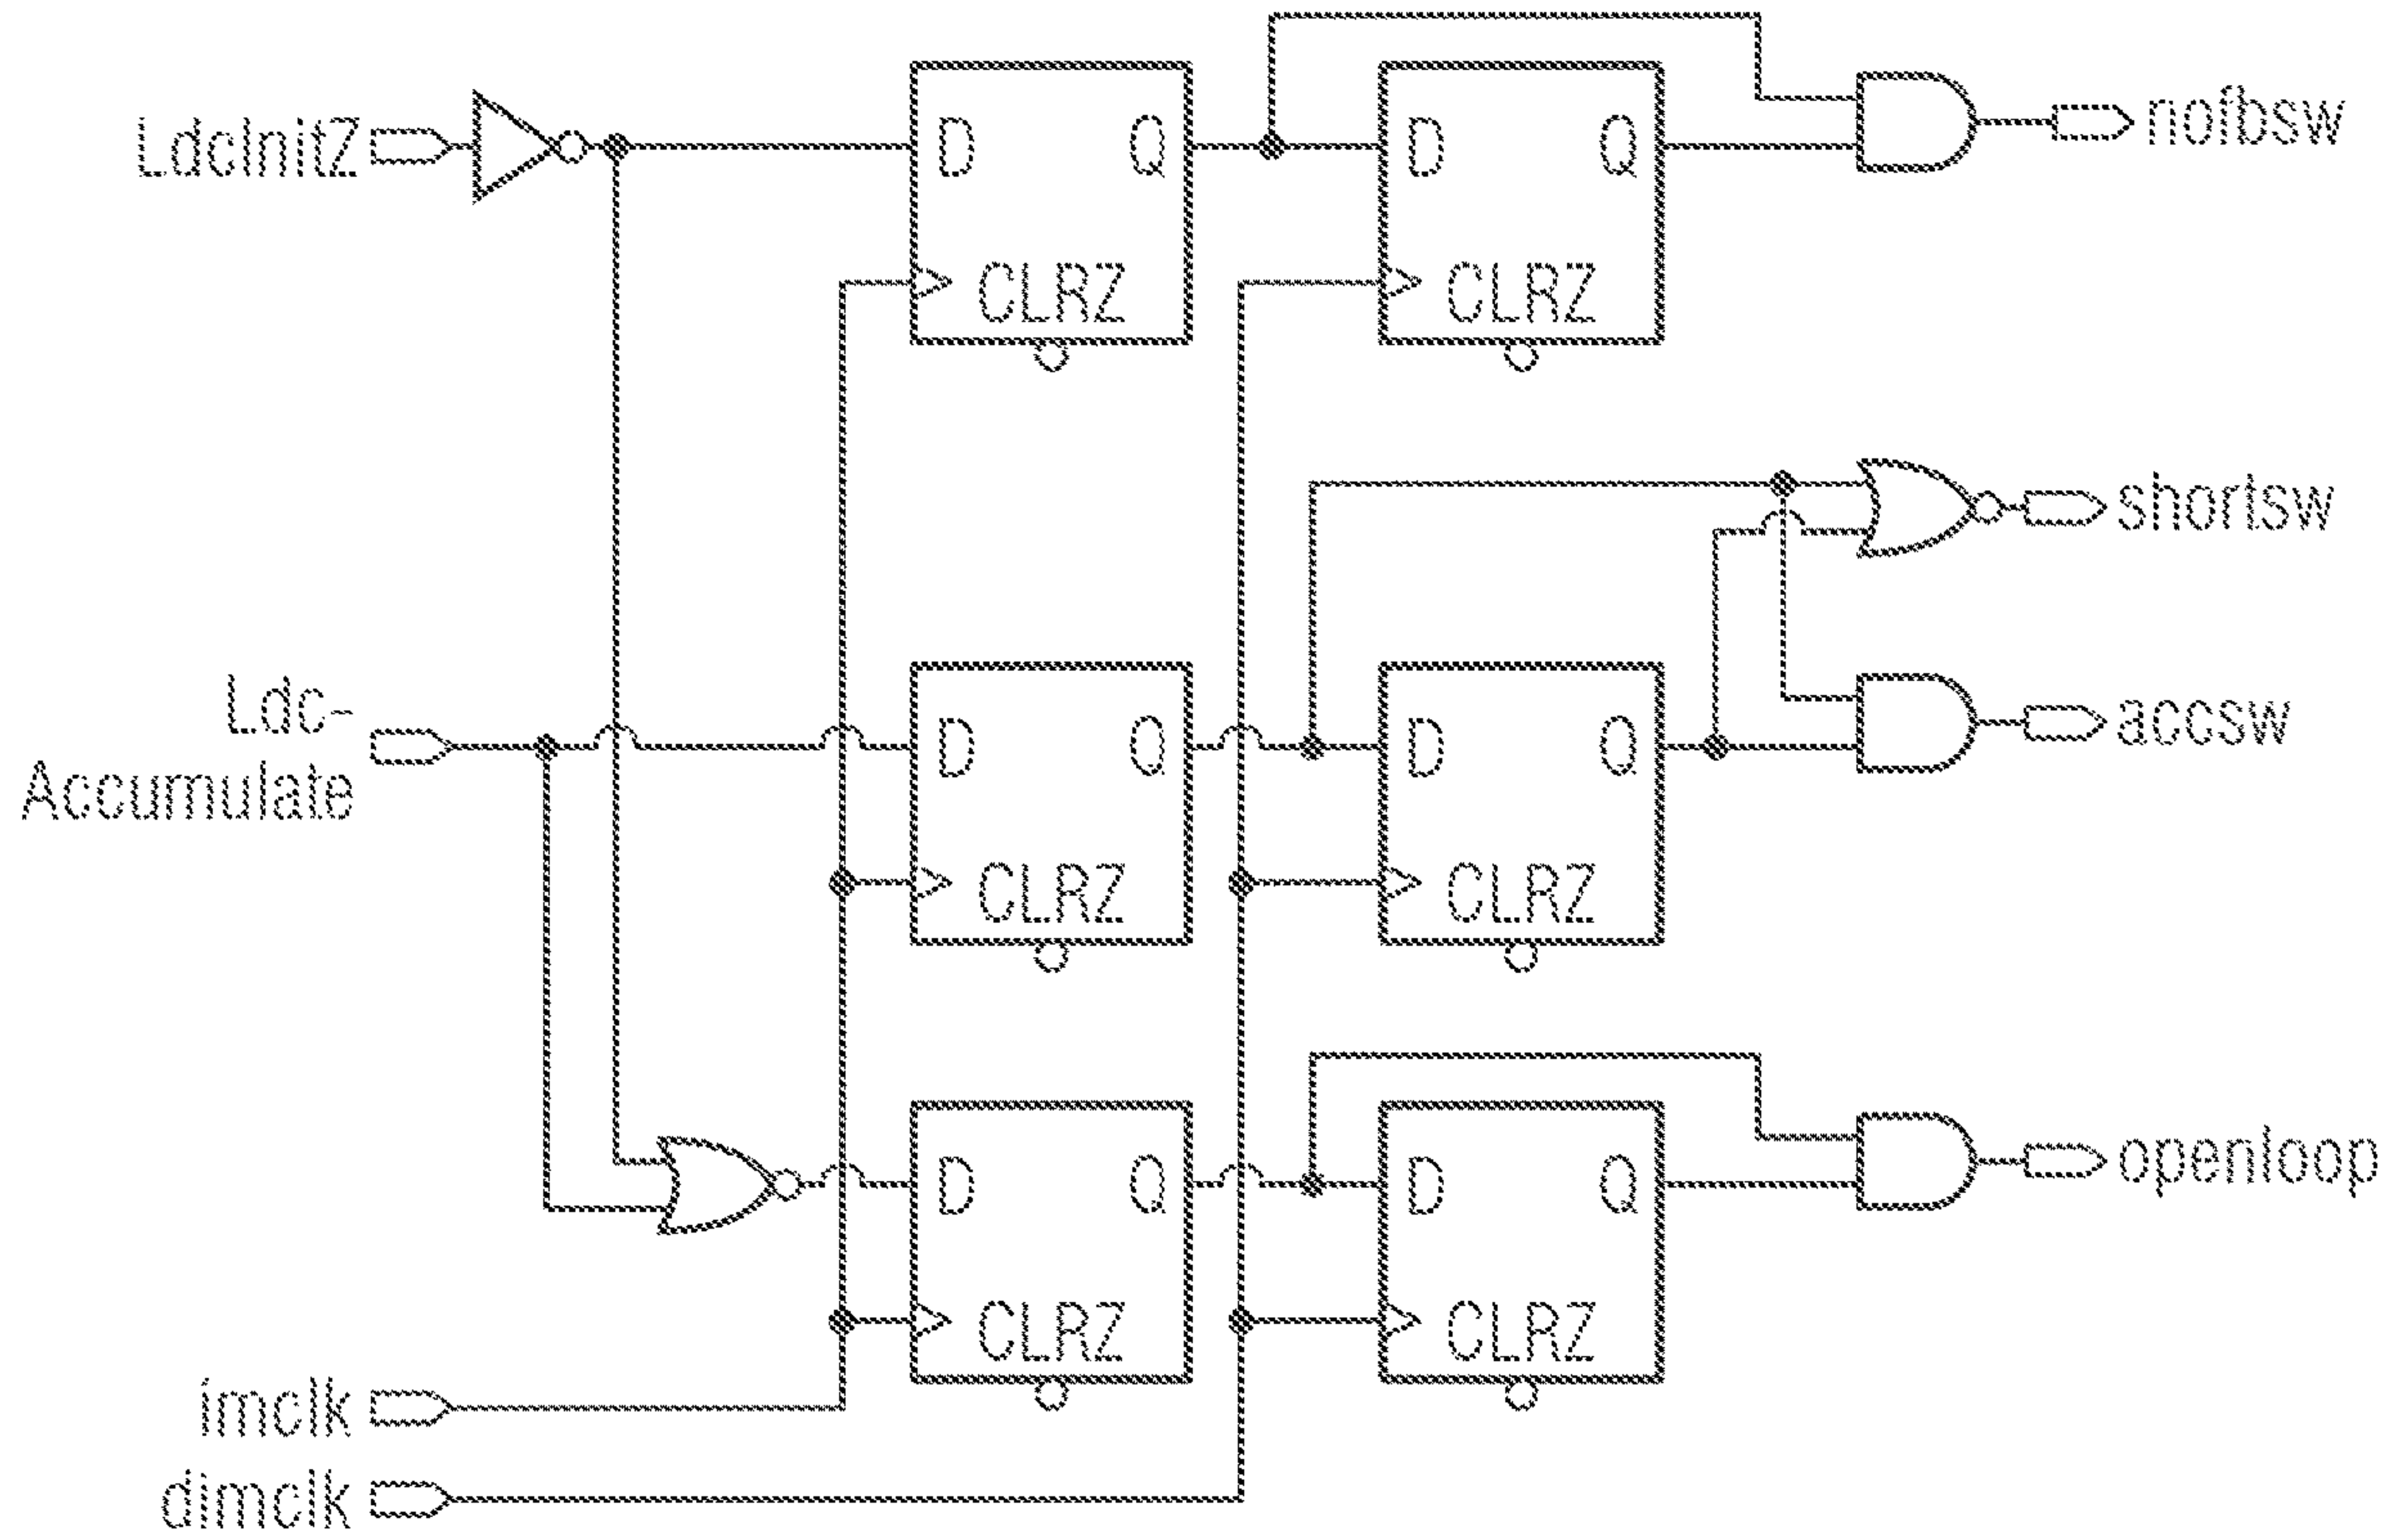 LdcInitZ
D
Q
CLRZ
D
Q
CLRZ
nofbsw
shortsw
Ldc-
Accumulate
D
Q
CLRZ
D
Q
CLRZ
accsw
D
Q
CLRZ
D
Q
CLRZ
openloop
imclk
dimclk